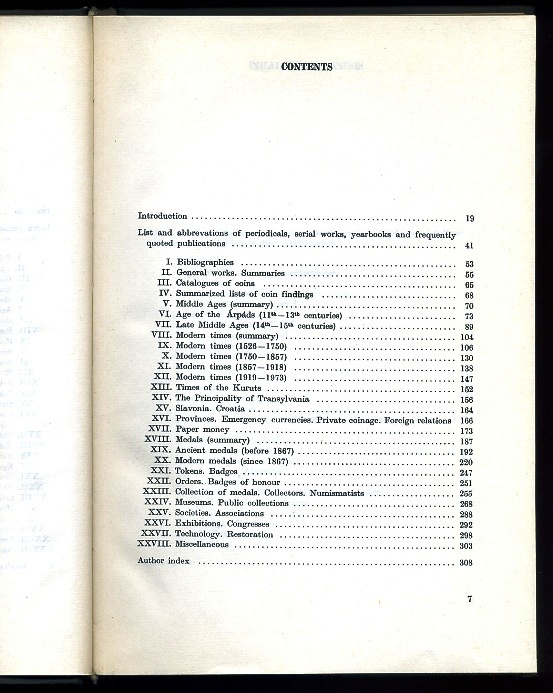 CONTENTS
Introduction ........ 19
List and abbrevations of periodicals, serial works, yearbooks and frequently
quoted publications ........ 41
I. Bibliographies ........ 53
II. General works. Summaries ........ 55
III. Catalogues of coins ........ 65
IV. Summarized lists of coin findings ........ 68
V. Middle Ages (summary) ........ 70
VI. Age of the Árpáds (11th—13th centuries) ........ 73
VII. Late Middle Ages (14th—15th centuries) ........ 89
VIII. Modern times (summary) ........ 104
IX. Modern times (1526—1750) ........ 106
X. Modern times (1750—1857) ........ 130
XI. Modern times (1857—1918) ........ 138
XII. Modern times (1919—1973) ........ 147
XIII. Times of the Kuruts ........ 152
XIV. The Principality of Transylvania ........ 156
XV. Slavonia. Croatia ........ 164
XVI. Provinces. Emergency currencies. Private coinage. Foreign relations 166
XVII. Paper money ........ 173
XVIII. Medals (summary) ........ 187
XIX. Ancient medals (before 1867) ........ 192
XX. Modern medals (since 1867) ........ 220
XXI. Tokens. Badges ........ 247
XXII. Orders. Badges of honour ........ 251
XXIII. Collection of medals. Collectors. Numismatists ........ 255
XXIV. Museums. Public collections ........ 268
XXV. Societies. Associations ........ 288
XXVI. Exhibitions. Congresses ........ 292
XXVII. Technology. Restoration ........ 298
XXVIII. Miscellaneous ........ 303
Author index ........ 308
7